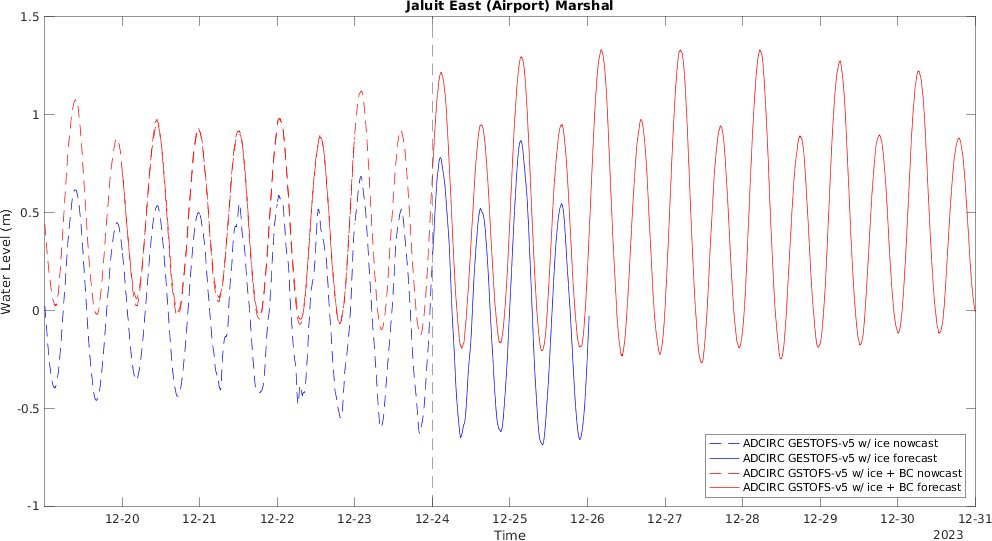 Jaluit East (Airport) Marshal
1.5
1
0.5
0
-0.5
-1
Water Level (m)
12-20 12-21 12-22 12-23 12-24 12-25 12-26 12-27 12-28 12-29 12-30 12-31
Time
2023
ADCIRC GESTOFS-v5 w/ ice nowcast
ADCIRC GESTOFS-v5 w/ ice forecast
ADCIRC GSTOFS-v5 w/ ice + BC nowcast
ADCIRC GSTOFS-v5 w/ ice + BC forecast